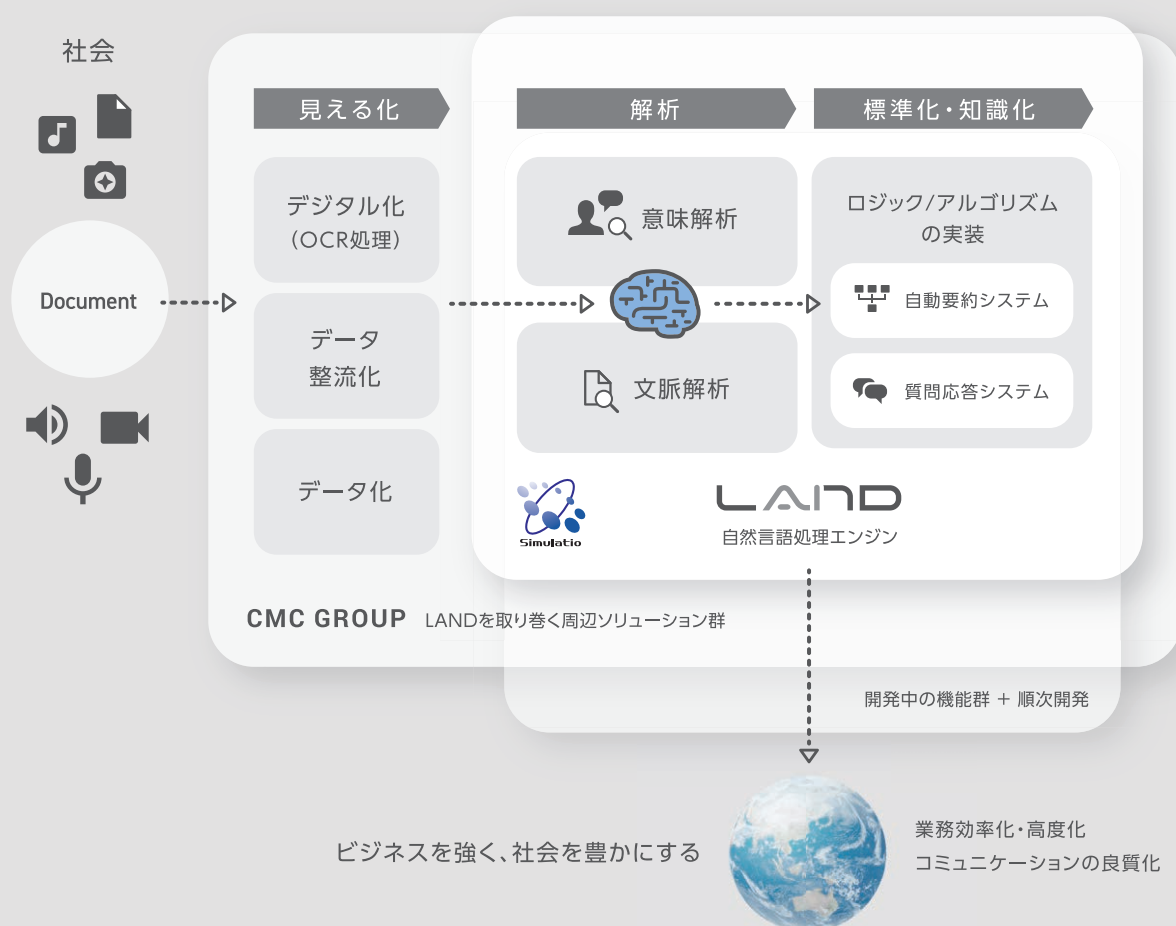 社会
見える化
解析
標準化・知識化
デジタル化
(OCR処理)
意味解析
ロジック/アルゴリズム
の実装
Document
自動要約システム
データ
整流化
文脈解析
質問応答システム
データ化
Simulatio
LAND
自然言語処理エンジン
CMC GROUP LANDを取り巻く周辺ソリューション群
開発中の機能群 + 順次開発
ビジネスを強く、社会を豊かにする
業務効率化・高度化
コミュニケーションの良質化